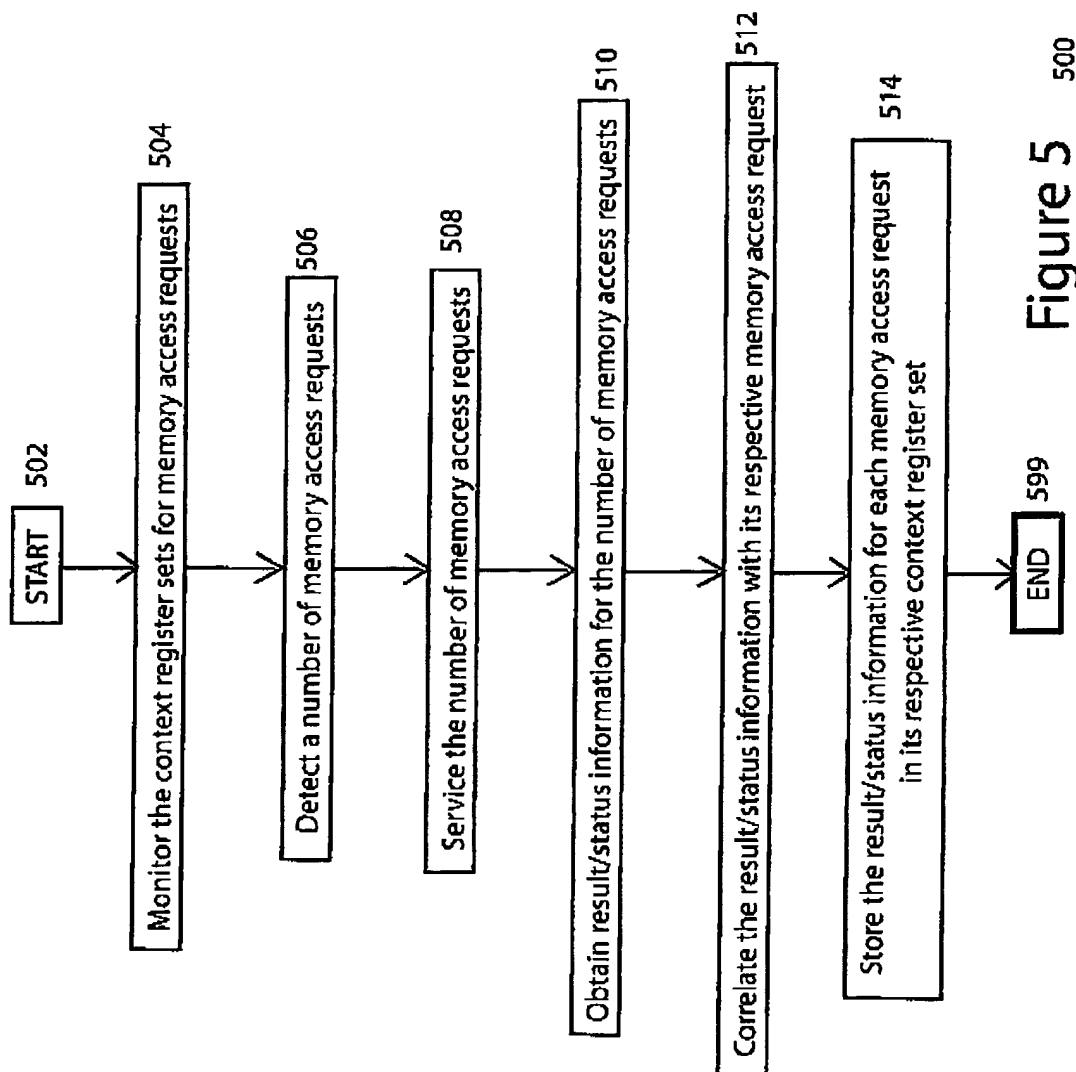 START 502
Monitor the context register sets for memory access requests 504
Detect a number of memory access requests 506
Service the number of memory access requests 508
Obtain result/status information for the number of memory access requests 510
Correlate the result/status information with its respective memory access request 512
Store the result/status information for each memory access request 514
in its respective context register set
END 599
Figure 5 500